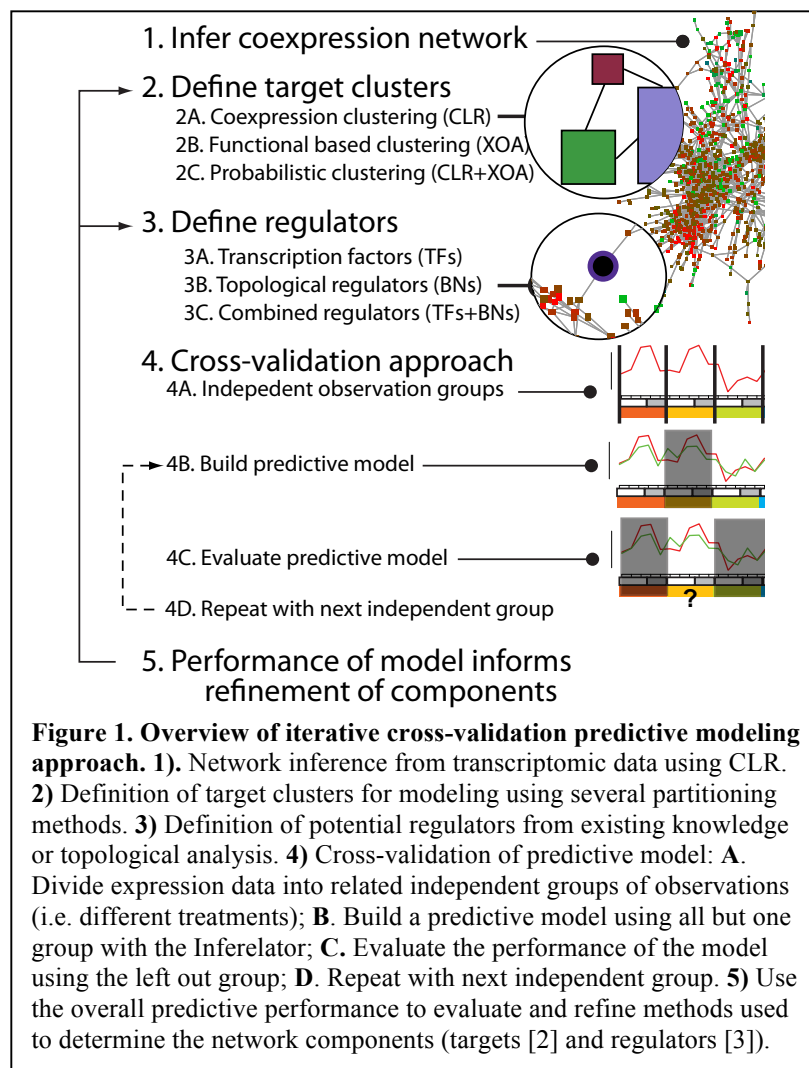 1. Infer coexpression network
2. Define target clusters
2A. Coexpression clustering (CLR)
2B. Functional based clustering (XOA)
2C. Probabilistic clustering (CLR+XOA)
3. Define regulators
3A. Transcription factors (TFs)
3B. Topological regulators (BNs)
3C. Combined regulators (TFs+BNs)
4. Cross-validation approach
4A. Indepedent observation groups
4B. Build predictive model
4C. Evaluate predictive model
4D. Repeat with next independent group
?
5. Performance of model informs
refinement of components
Figure 1. Overview of iterative cross-validation predictive modeling
approach. 1). Network inference from transcriptomic data using CLR.
2) Definition of target clusters for modeling using several partitioning
methods. 3) Definition of potential regulators from existing knowledge
or topological analysis. 4) Cross-validation of predictive model: A.
Divide expression data into related independent groups of observations
(i.e. different treatments); B. Build a predictive model using all but one
group with the Inferelator; C. Evaluate the performance of the model
using the left out group; D. Repeat with next independent group. 5) Use
the overall predictive performance to evaluate and refine methods used
to determine the network components (targets [2] and regulators [3]).